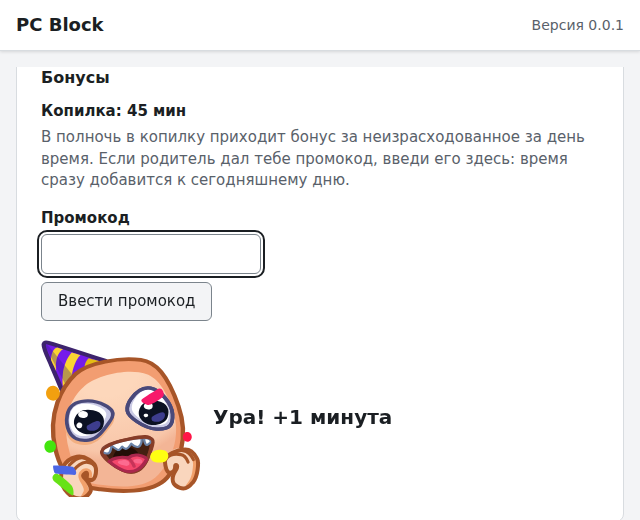 PC Block
Версия 0.0.1
Бонусы
Копилка: 45 мин
В полночь в копилку приходит бонус за неизрасходованное за день
время. Если родитель дал тебе промокод, введи его здесь: время
сразу добавится к сегодняшнему дню.
Промокод
Ввести промокод
Ура! +1 минута